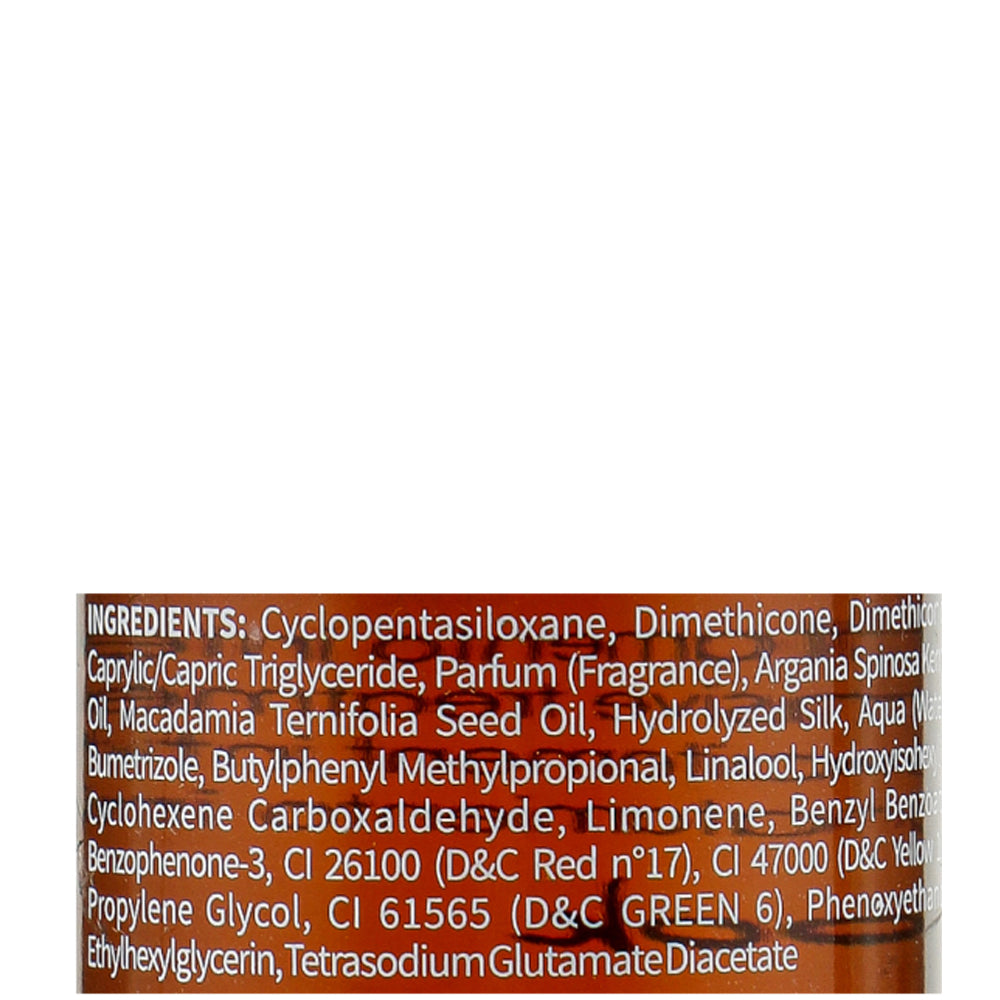 INGREDIENTS: Cyclopentasiloxane, Dimethicone,
Caprylic/Capric Triglyceride, Parfum (Fragrance), Argania Spinosa
Oil, Macadamia Ternifolia Seed Oil, Hydrolyzed Silk, Aqua
Bumetrizole, Butylphenyl Methylpropional, Linalool,
Cyclohexene Carboxaldehyde, Limonene, Benzyl
Benzophenone-3, CI 26100 (D&C Red n°17), CI 47000 (D&C Yellow
Propylene Glycol, CI 61565 (D&C GREEN 6),
Ethylhexylglycerin, Tetrasodium Glutamate Diacetate